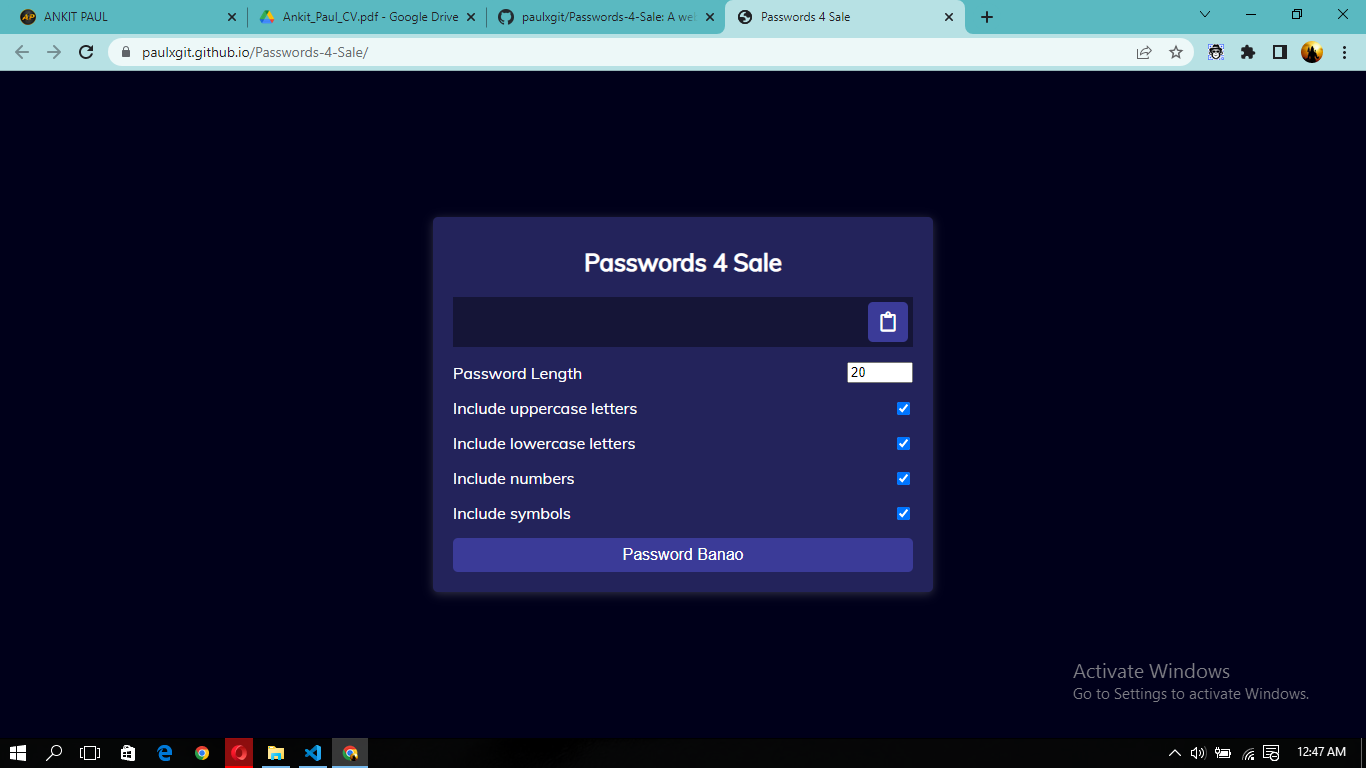 ANKIT PAUL
Ankit_Paul_CV.pdf - Google Drive
paulxgit/Passwords-4-Sale: A we
Passwords 4 Sale
paulxgit.github.io/Passwords-4-Sale/
Passwords 4 Sale
Password Length
20
Include uppercase letters
Include lowercase letters
Include numbers
Include symbols
Password Banao
Activate Windows
Go to Settings to activate Windows.
12:47 AM